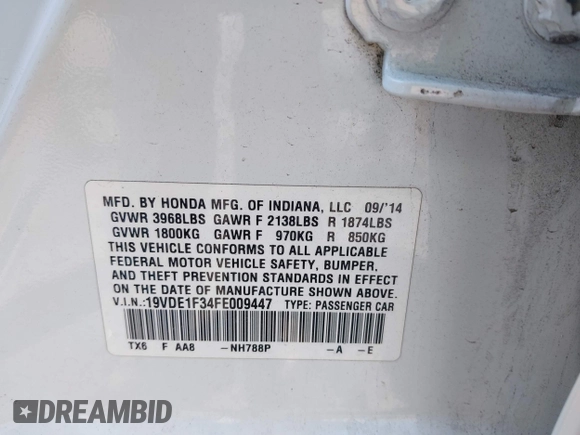 MFD. BY HONDA MFG. OF INDIANA, LLC 09/'14
GVWR 3968LBS GAWR F 2138LBS R 1874LBS
GVWR 1800KG GAWR F 970KG R 850KG
THIS VEHICLE CONFORMS TO ALL APPLICABLE
FEDERAL MOTOR VEHICLE SAFETY, BUMPER,
AND THEFT PREVENTION STANDARDS IN EFFECT
ON THE DATE OF MANUFACTURE SHOWN ABOVE.
V.I.N.:19VDE1F34FE009447 TYPE: PASSENGER CAR
TX6 F AA8 -NH788P -A -E
DREAMBID